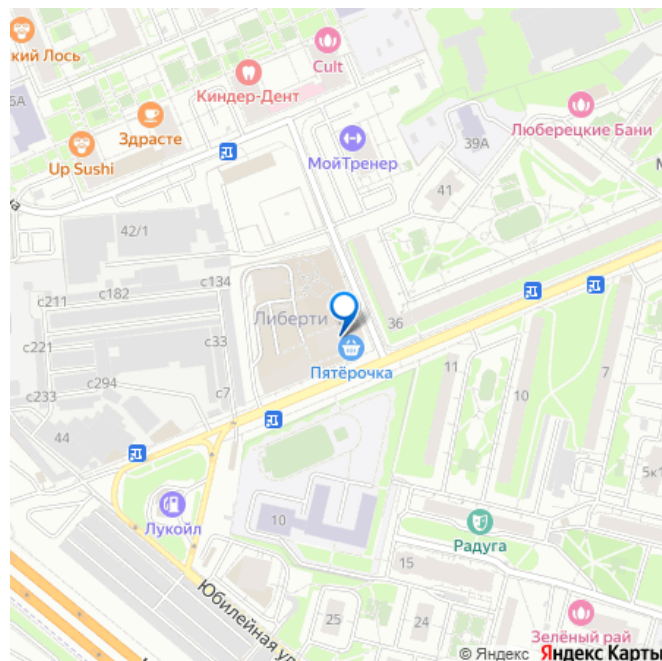 кий Лось
Cult
Киндер-Дент
Здрасте
Люберецкие Бани
Up Sushi
МойТренер
39А
41
42/1
с134
с182
с211
Либерти
с33
36
с221
Пятёрочка
11
7
с294
с233
с7
10
44
5к1
10
Лукойл
Радуга
15
Юбилейная ул
25
24
Зелёный рай
© Яндекс Яндекс Карты